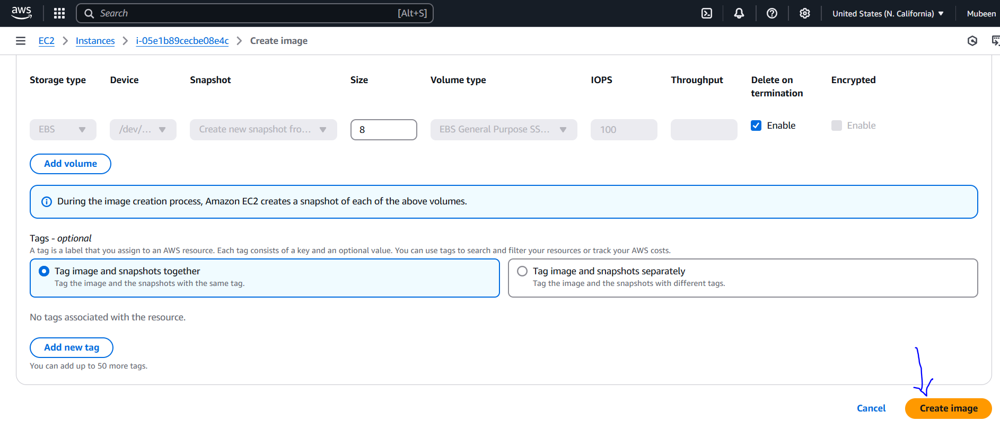 aws
Search [Alt+S] United States (N. California) Mubeen
EC2 Instances i-05e1b89cecbe08e4c Create image
Storage type Device Snapshot Size Volume type IOPS Throughput Delete on termination Encrypted
EBS /dev/... Create new snapshot fro... 8 EBS General Purpose SS... 100 Enable Enable
Add volume
During the image creation process, Amazon EC2 creates a snapshot of each of the above volumes.
Tags - optional
A tag is a label that you assign to an AWS resource. Each tag consists of a key and an optional value. You can use tags to search and filter your resources or track your AWS costs.
Tag image and snapshots together
Tag the image and the snapshots with the same tag.
Tag image and snapshots separately
Tag the image and the snapshots with different tags.
No tags associated with the resource.
Add new tag
You can add up to 50 more tags.
Cancel Create image